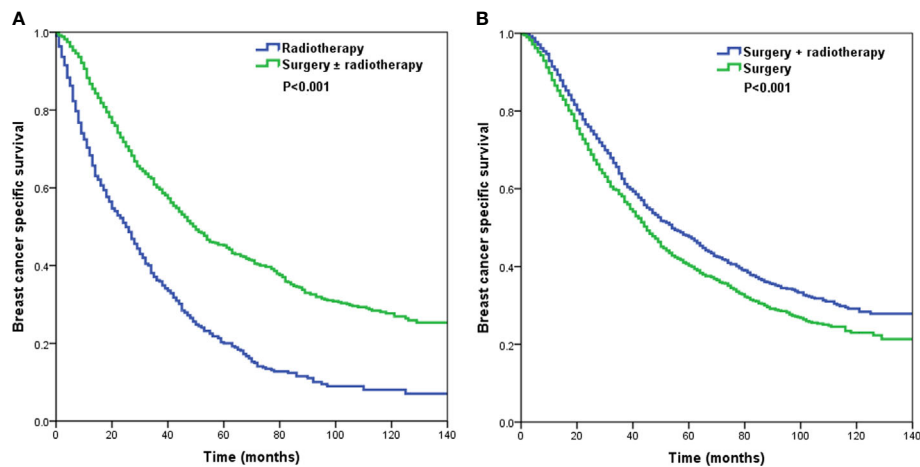 A
Breast cancer specific survival
1.0
0.8
0.6
0.4
0.2
0.0
Radiotherapy
Surgery ± radiotherapy
P<0.001
0 20 40 60 80 100 120 140
Time (months)
B
Breast cancer specific survival
1.0
0.8
0.6
0.4
0.2
0.0
Surgery + radiotherapy
Surgery
P<0.001
0 20 40 60 80 100 120 140
Time (months)